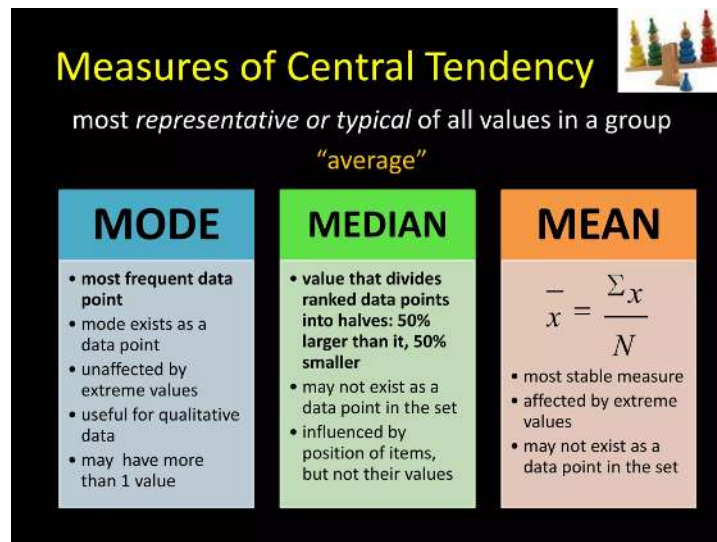 Measures of Central Tendency
most representative or typical of all values in a group
"average"
MODE
• most frequent data
point
• mode exists as a
data point
• unaffected by
extreme values
• useful for qualitative
data
• may have more
than 1 value
MEDIAN
• value that divides
ranked data points
into halves: 50%
larger than it, 50%
smaller
• may not exist as a
data point in the set
• influenced by
position of items,
but not their values
MEAN
x̄ = Σx / N
• most stable measure
• affected by extreme
values
• may not exist as a
data point in the set